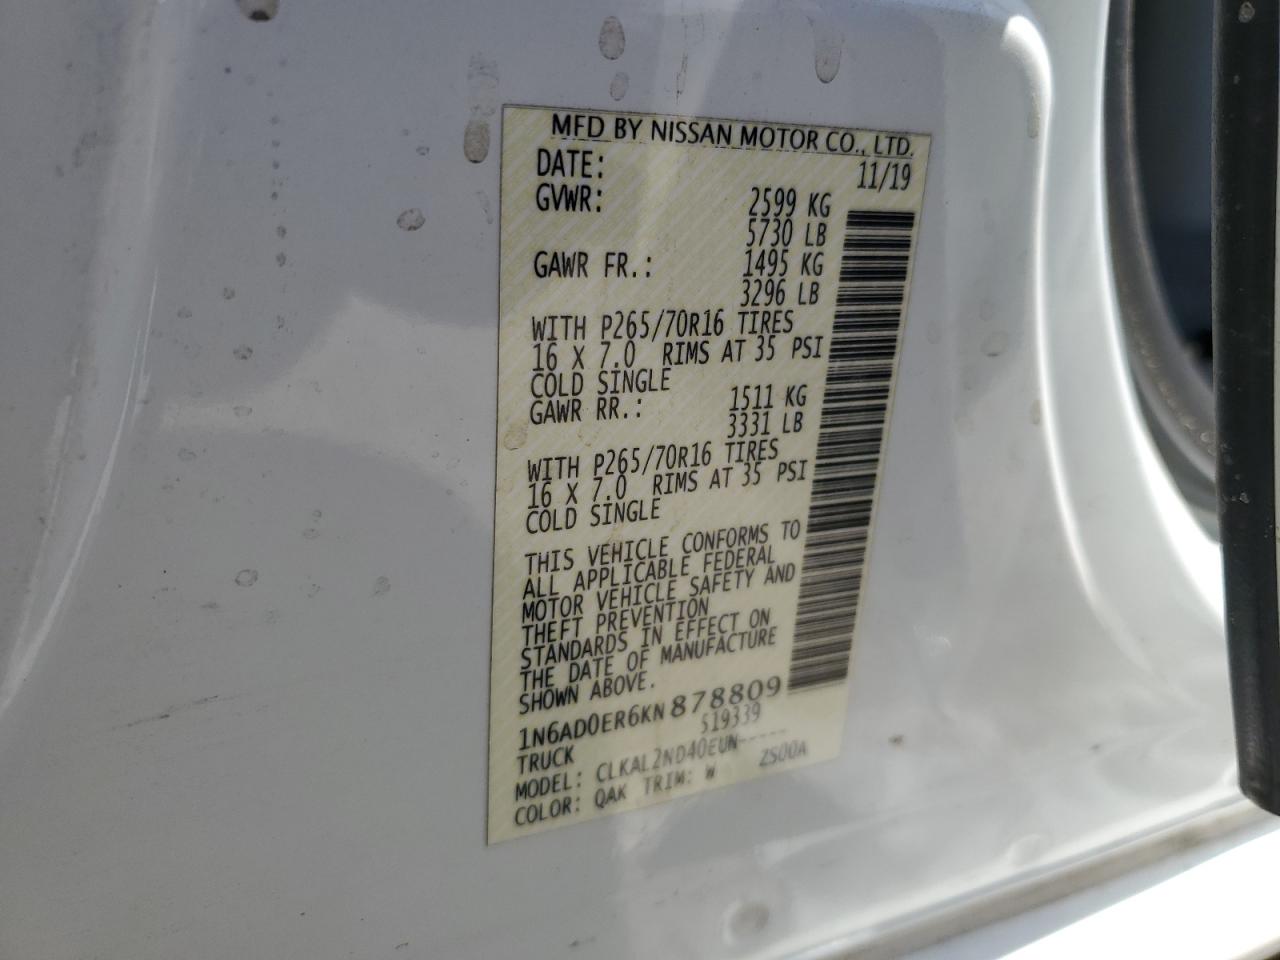 MFD BY NISSAN MOTOR CO., LTD.
DATE: 11/19
GVWR: 2599 KG
5730 LB
GAWR FR.: 1495 KG
3296 LB
WITH P265/70R16 TIRES
16 X 7.0 RIMS AT 35 PSI
COLD SINGLE
GAWR RR.: 1511 KG
3331 LB
WITH P265/70R16 TIRES
16 X 7.0 RIMS AT 35 PSI
COLD SINGLE
THIS VEHICLE CONFORMS TO
ALL APPLICABLE FEDERAL
MOTOR VEHICLE SAFETY AND
THEFT PREVENTION
STANDARDS IN EFFECT ON
THE DATE OF MANUFACTURE
SHOWN ABOVE.
1N6AD0ER6KN878809
TRUCK 519339
MODEL: CLKAL2ND40EUN-----
COLOR: QAK TRIM: W ZS00A